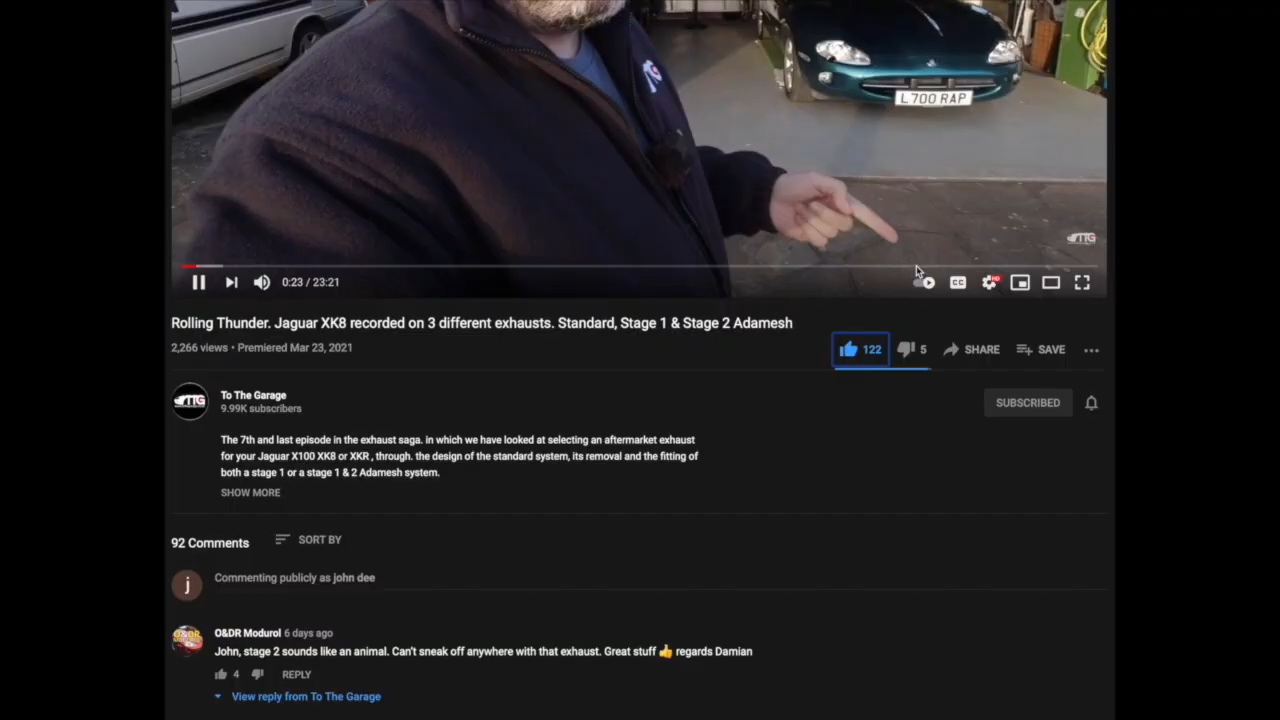 L700 RAP
TTG
0:23 / 23:21
CC
HD
Rolling Thunder. Jaguar XK8 recorded on 3 different exhausts. Standard, Stage 1 & Stage 2 Adamesh
2,266 views • Premiered Mar 23, 2021
122
5
SHARE
SAVE
TTG
To The Garage
9.99K subscribers
SUBSCRIBED
The 7th and last episode in the exhaust saga. in which we have looked at selecting an aftermarket exhaust
for your Jaguar X100 XK8 or XKR , through. the design of the standard system, its removal and the fitting of
both a stage 1 or a stage 1 & 2 Adamesh system.
SHOW MORE
92 Comments
SORT BY
j
Commenting publicly as john dee
O&DR
O&DR Modurol 6 days ago
John, stage 2 sounds like an animal. Can't sneak off anywhere with that exhaust. Great stuff 👍 regards Damian
4
REPLY
View reply from To The Garage